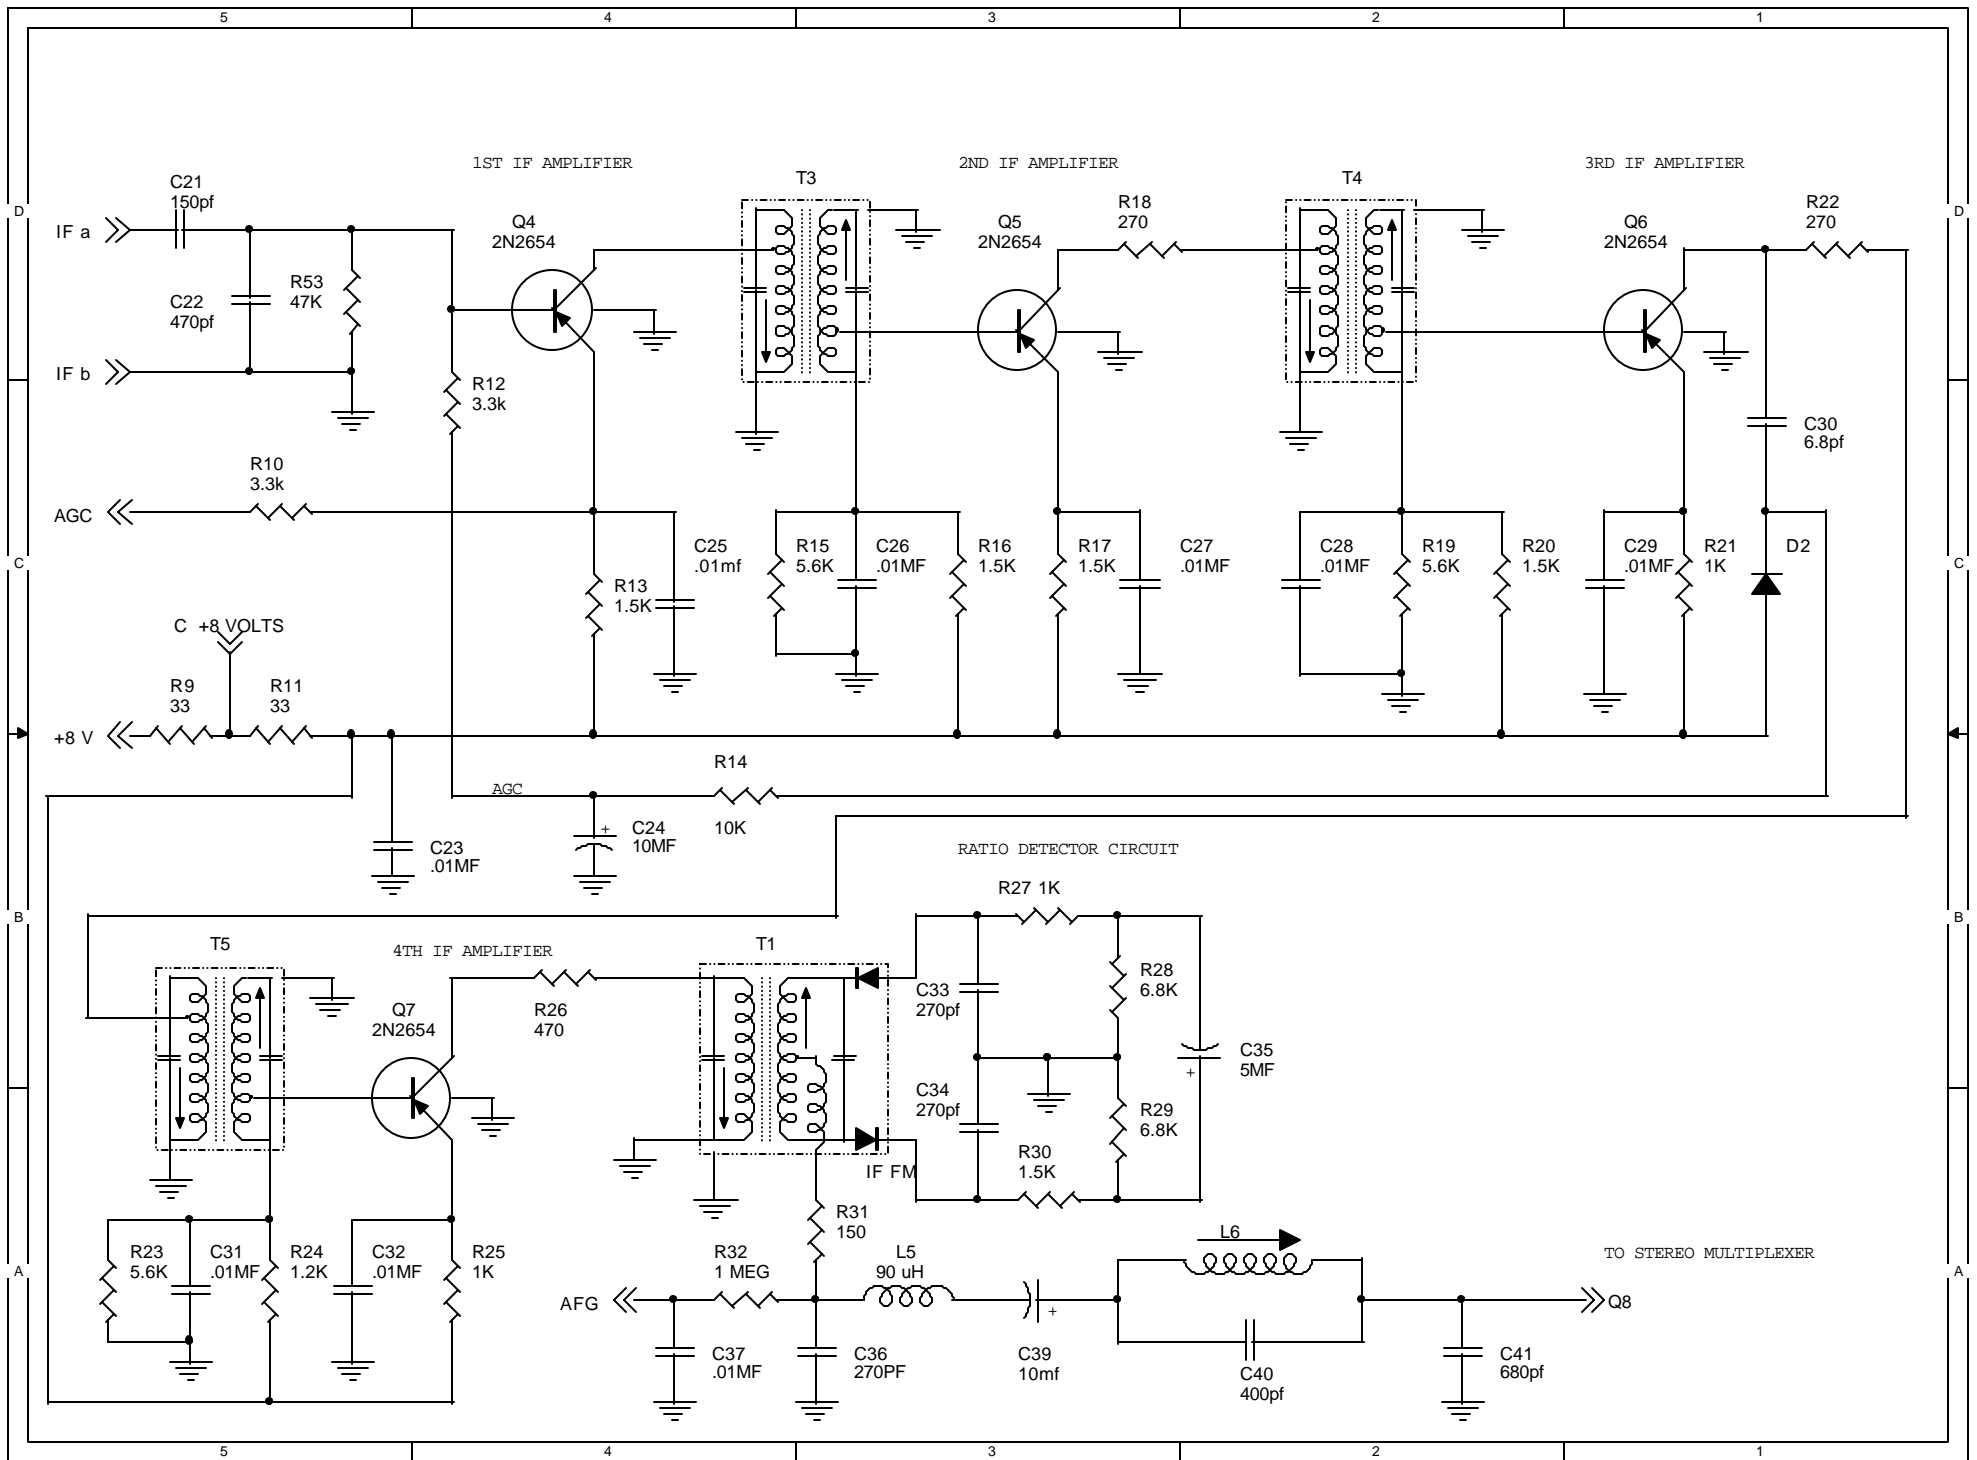 5 4 3 2 1
1ST IF AMPLIFIER
2ND IF AMPLIFIER
3RD IF AMPLIFIER
D
D
C21
150pf
IF a
C22
470pf
R53
47K
IF b
Q4
2N2654
R12
3.3k
T3
Q5
2N2654
R18
270
T4
Q6
2N2654
R22
270
C30
6.8pf
R10
3.3k
AGC
C
C
R13
1.5K
C25
.01mf
R15
5.6K
C26
.01MF
R16
1.5K
R17
1.5K
C27
.01MF
C28
.01MF
R19
5.6K
R20
1.5K
C29
.01MF
R21
1K
D2
C +8 VOLTS
R9
33
R11
33
+8 V
AGC
R14
10K
C23
.01MF
C24
10MF
+
RATIO DETECTOR CIRCUIT
R27 1K
B
B
T5
4TH IF AMPLIFIER
Q7
2N2654
R26
470
T1
C33
270pf
R28
6.8K
C35
5MF
+
C34
270pf
R29
6.8K
R30
1.5K
IF FM
R31
150
A
A
R23
5.6K
C31
.01MF
R24
1.2K
C32
.01MF
R25
1K
R32
1 MEG
L5
90 uH
L6
TO STEREO MULTIPLEXER
AFG
+
Q8
C37
.01MF
C36
270PF
C39
10mf
C40
400pf
C41
680pf
5 4 3 2 1